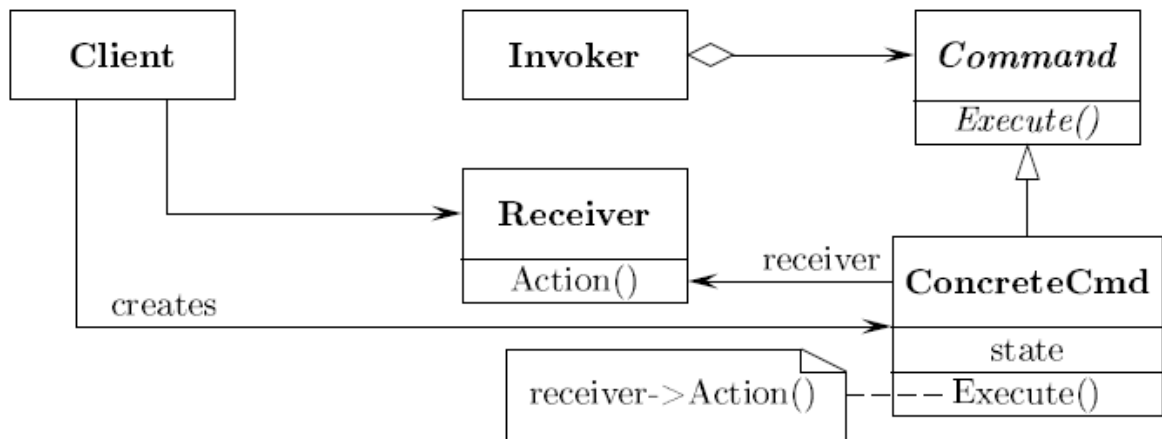 Client
Invoker
Command
Execute()
Receiver
Action()
receiver
ConcreteCmd
creates
state
receiver->Action()
Execute()